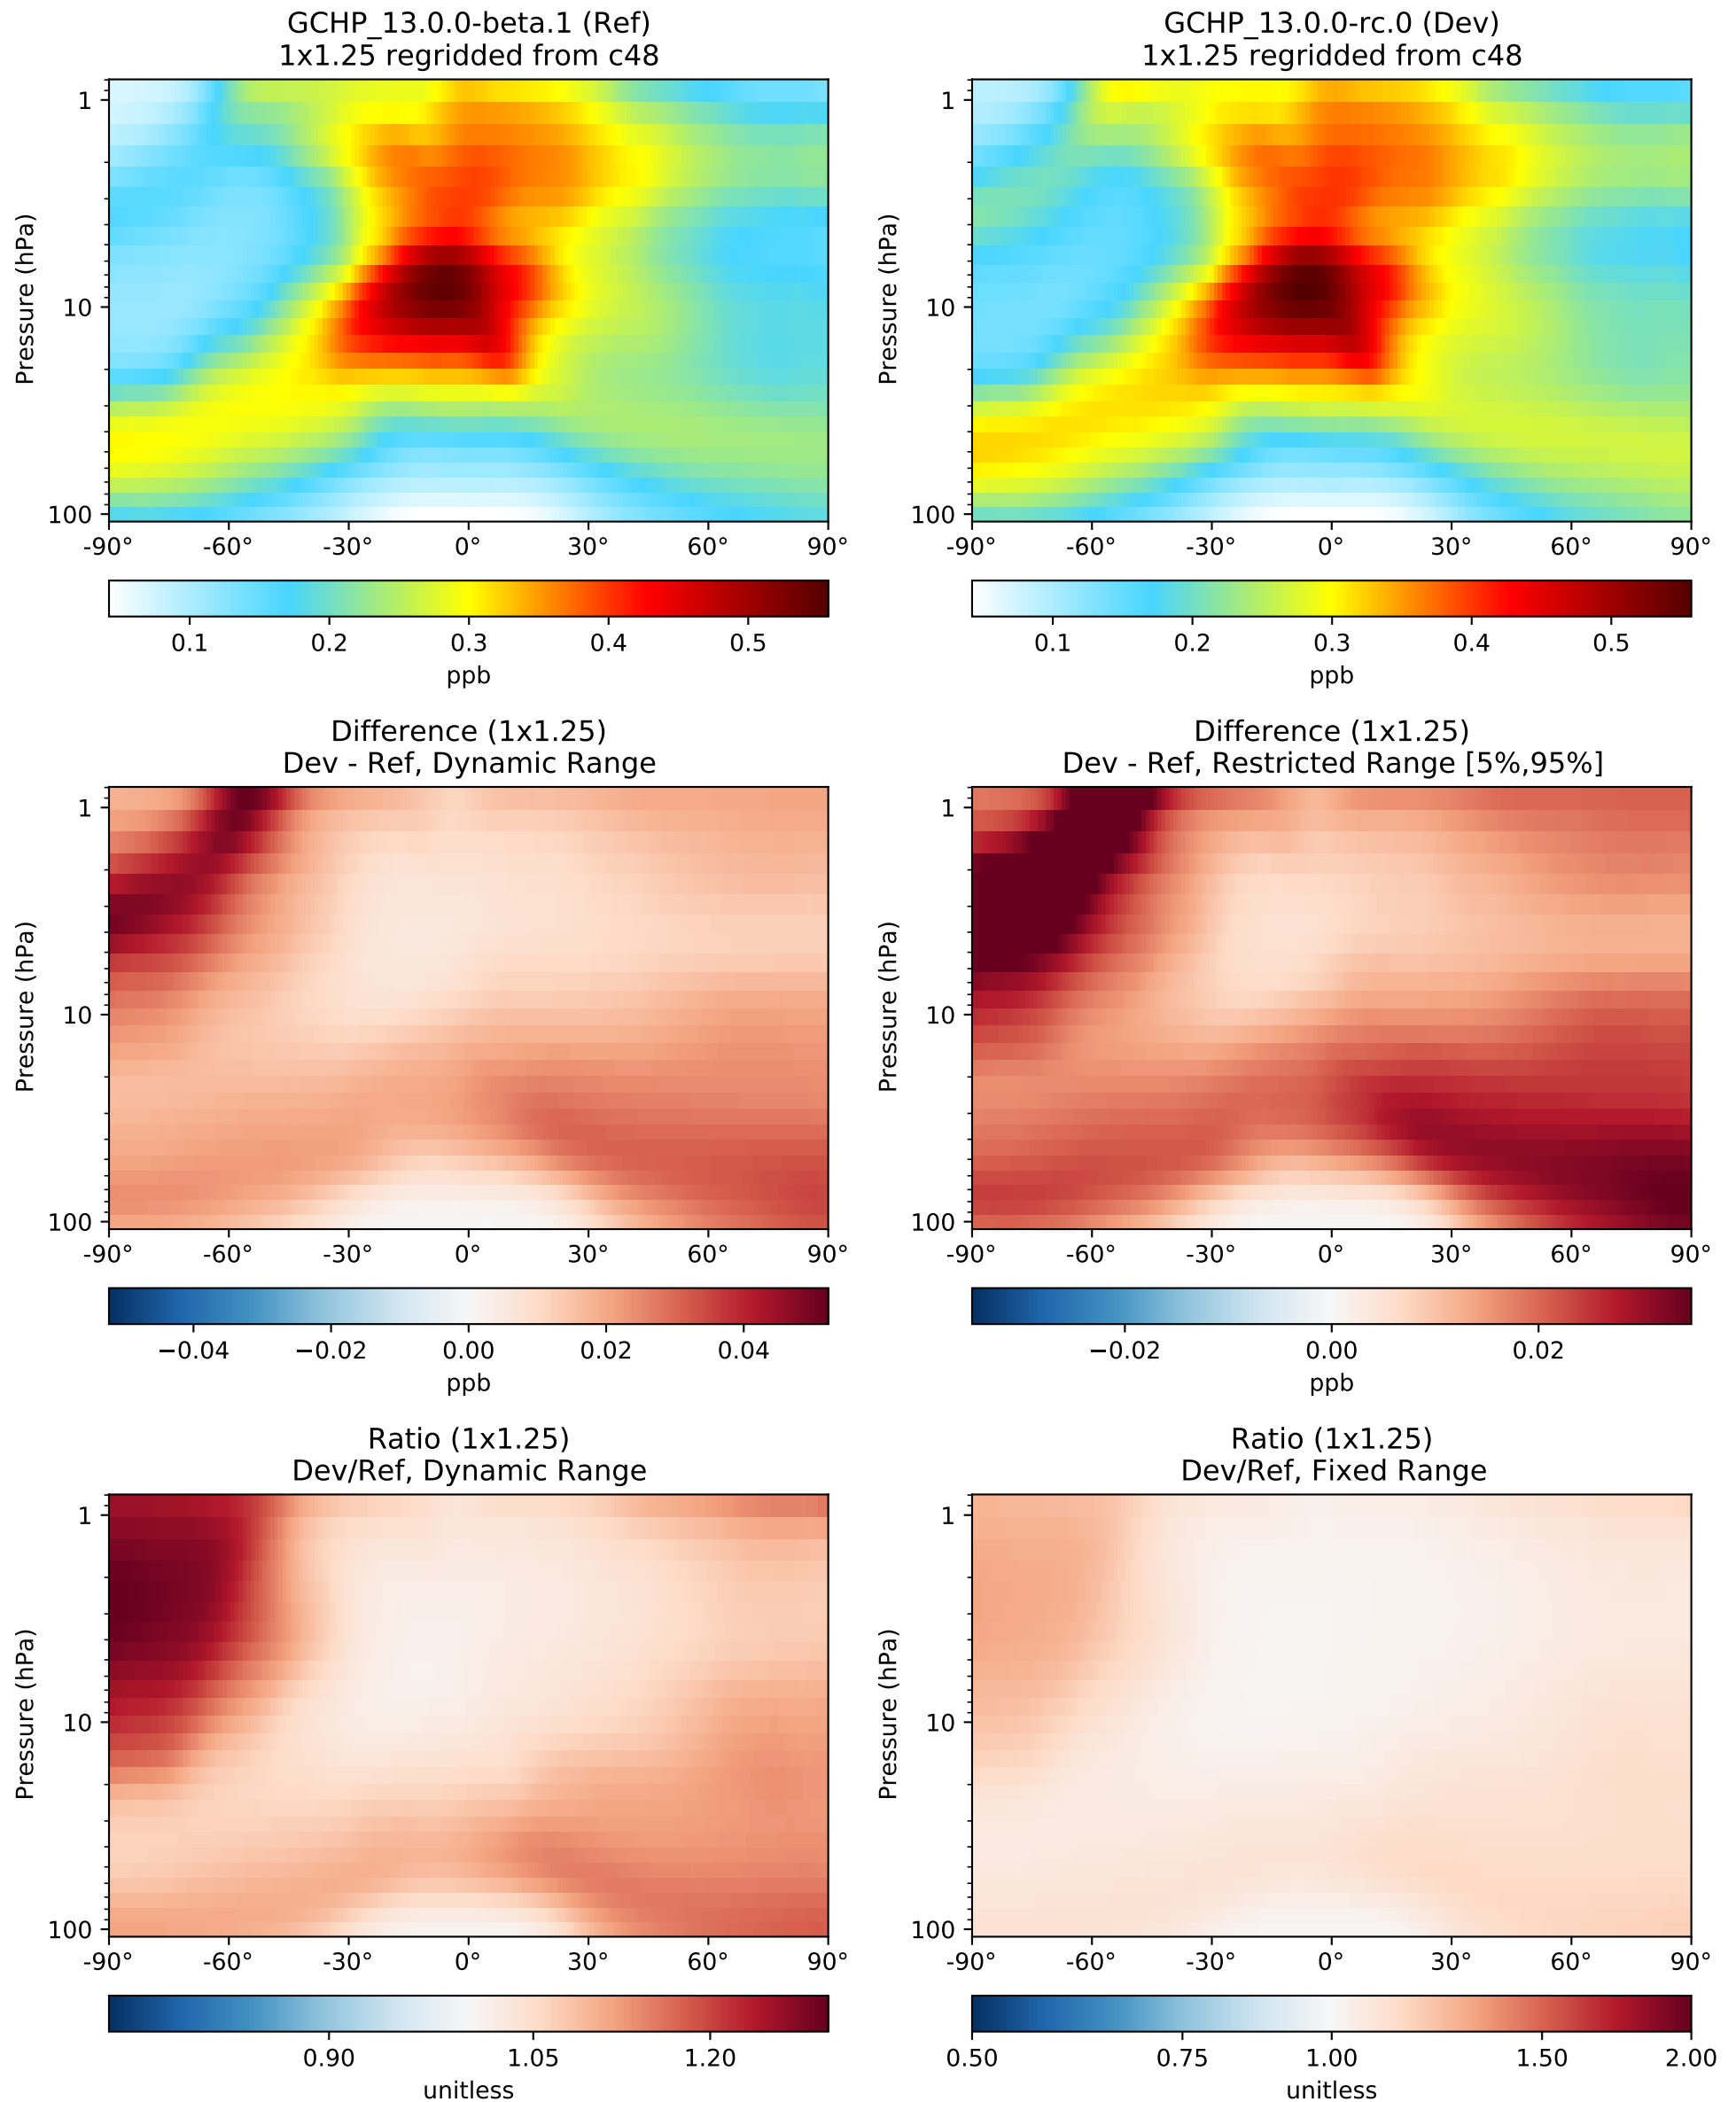 GCHP_13.0.0-beta.1 (Ref)
1x1.25 regridded from c48
Pressure (hPa)
1
10
100
-90° -60° -30° 0° 30° 60° 90°
0.1 0.2 0.3 0.4 0.5
ppb
GCHP_13.0.0-rc.0 (Dev)
1x1.25 regridded from c48
Pressure (hPa)
1
10
100
-90° -60° -30° 0° 30° 60° 90°
0.1 0.2 0.3 0.4 0.5
ppb
Difference (1x1.25)
Dev - Ref, Dynamic Range
Pressure (hPa)
1
10
100
-90° -60° -30° 0° 30° 60° 90°
−0.04 −0.02 0.00 0.02 0.04
ppb
Difference (1x1.25)
Dev - Ref, Restricted Range [5%,95%]
Pressure (hPa)
1
10
100
-90° -60° -30° 0° 30° 60° 90°
−0.02 0.00 0.02
ppb
Ratio (1x1.25)
Dev/Ref, Dynamic Range
Pressure (hPa)
1
10
100
-90° -60° -30° 0° 30° 60° 90°
0.90 1.05 1.20
unitless
Ratio (1x1.25)
Dev/Ref, Fixed Range
Pressure (hPa)
1
10
100
-90° -60° -30° 0° 30° 60° 90°
0.50 0.75 1.00 1.50 2.00
unitless